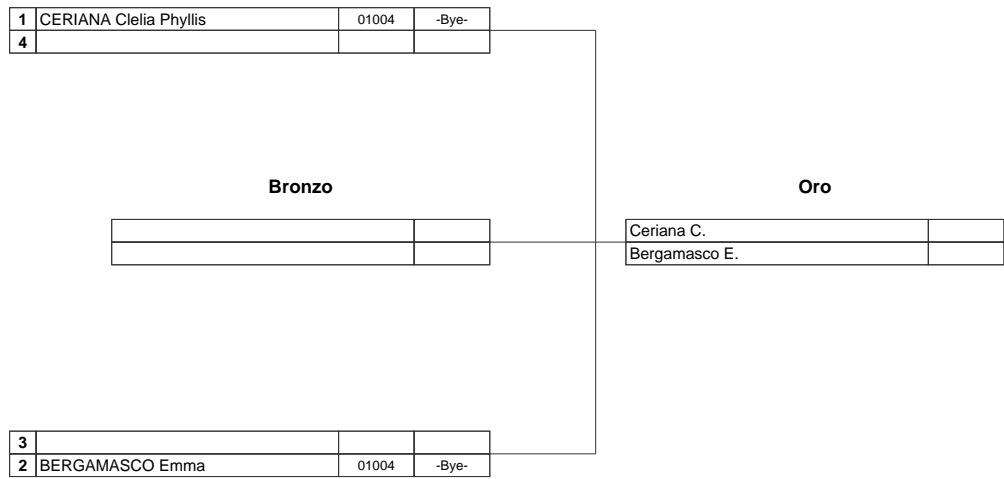 1 CERIANA Clelia Phyllis 01004 -Bye-
4
Bronzo Oro
Ceriana C.
Bergamasco E.
3
2 BERGAMASCO Emma 01004 -Bye-